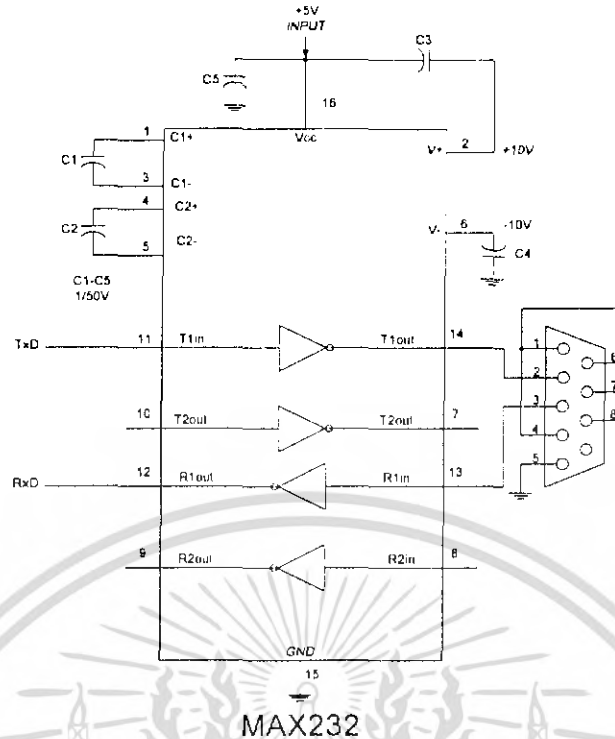 +5V
INPUT
C3
C5
16
Vcc
1
C1+
V+
2
+10V
C1
3
C1-
4
C2+
C2
5
C2-
V-
6
-10V
C4
C1-C5
1/50V
TxD
11
T1in
T1out
14
10
T2out
T2out
7
RxD
12
R1out
R1in
13
9
R2out
R2in
8
1
2
3
4
5
6
7
8
GND
15
MAX232